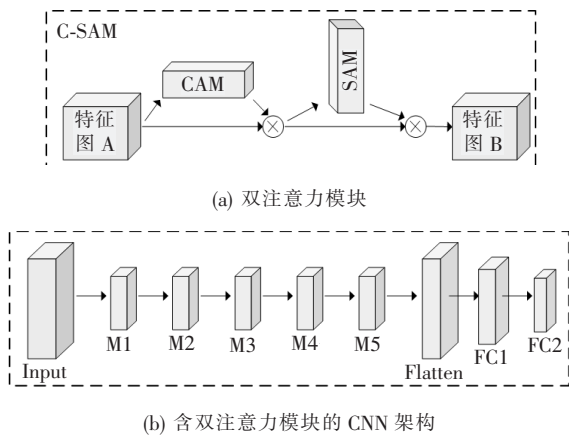 C-SAM
CAM
SAM
特征
图 A
特征
图 B
(a) 双注意力模块
M1
M2
M3
M4
M5
Input
Flatten
FC1
FC2
(b) 含双注意力模块的 CNN 架构